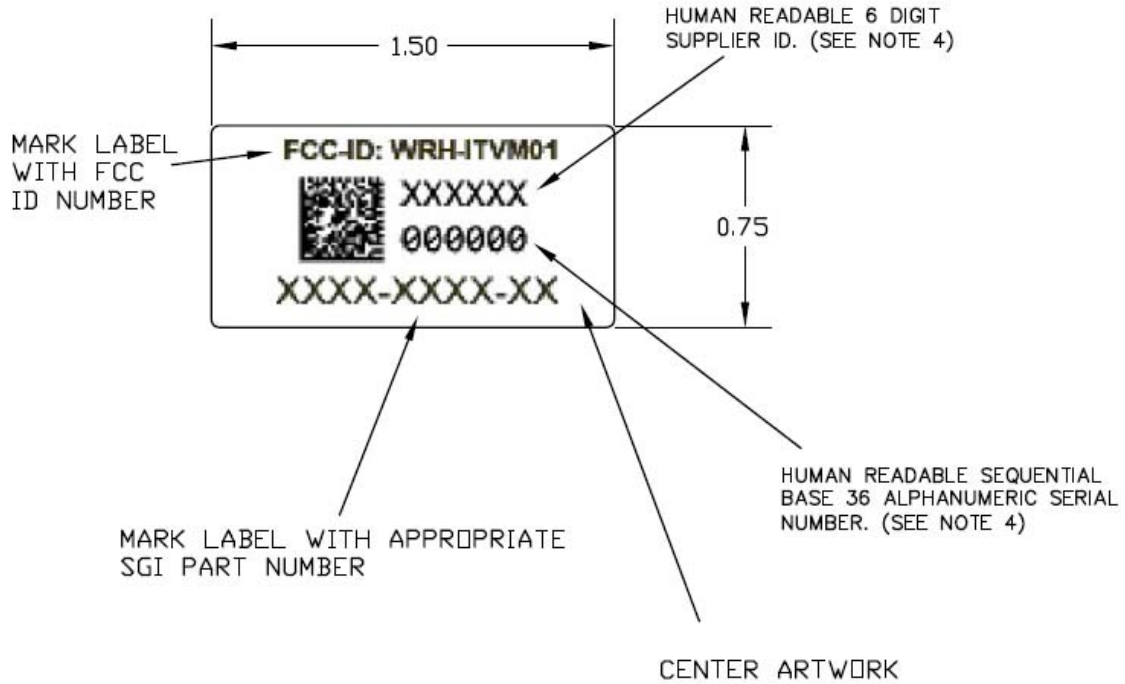 HUMAN READABLE 6 DIGIT
SUPPLIER ID. (SEE NOTE 4)
1.50
MARK LABEL
WITH FCC
ID NUMBER
FCC-ID: WRH-ITVM01
XXXXXX
000000
XXXX-XXXX-XX
0.75
HUMAN READABLE SEQUENTIAL
BASE 36 ALPHANUMERIC SERIAL
NUMBER. (SEE NOTE 4)
MARK LABEL WITH APPROPRIATE
SGI PART NUMBER
CENTER ARTWORK